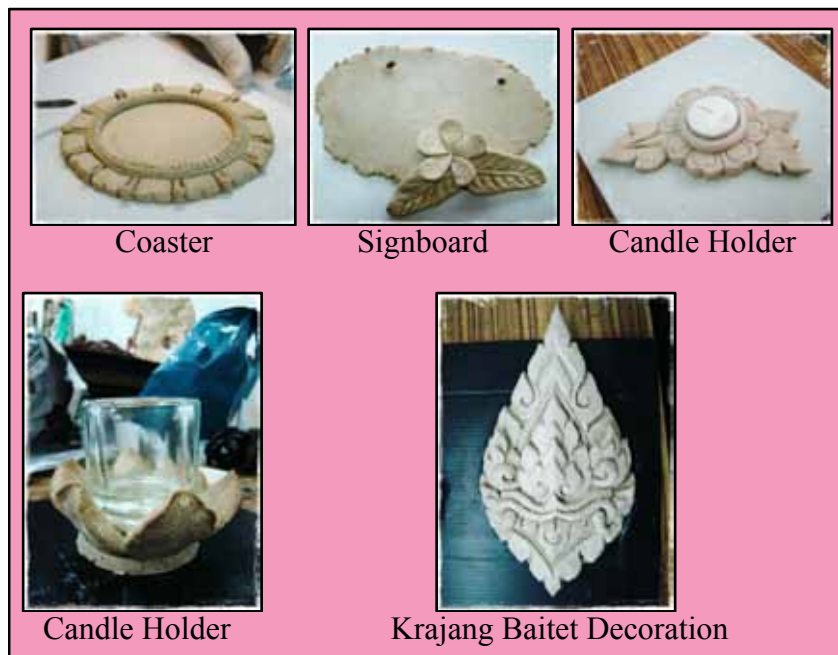 Coaster
Signboard
Candle Holder
Candle Holder
Krajang Baitet Decoration